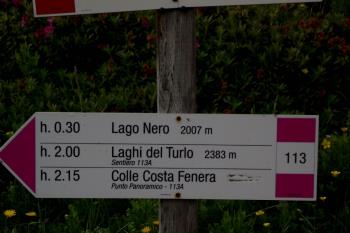 h. 0.30 Lago Nero 2007 m
h. 2.00 Laghi del Turlo 2383 m
Sentiero 113A
h. 2.15 Colle Costa Fenera
Punto Panoramico - 113A
113